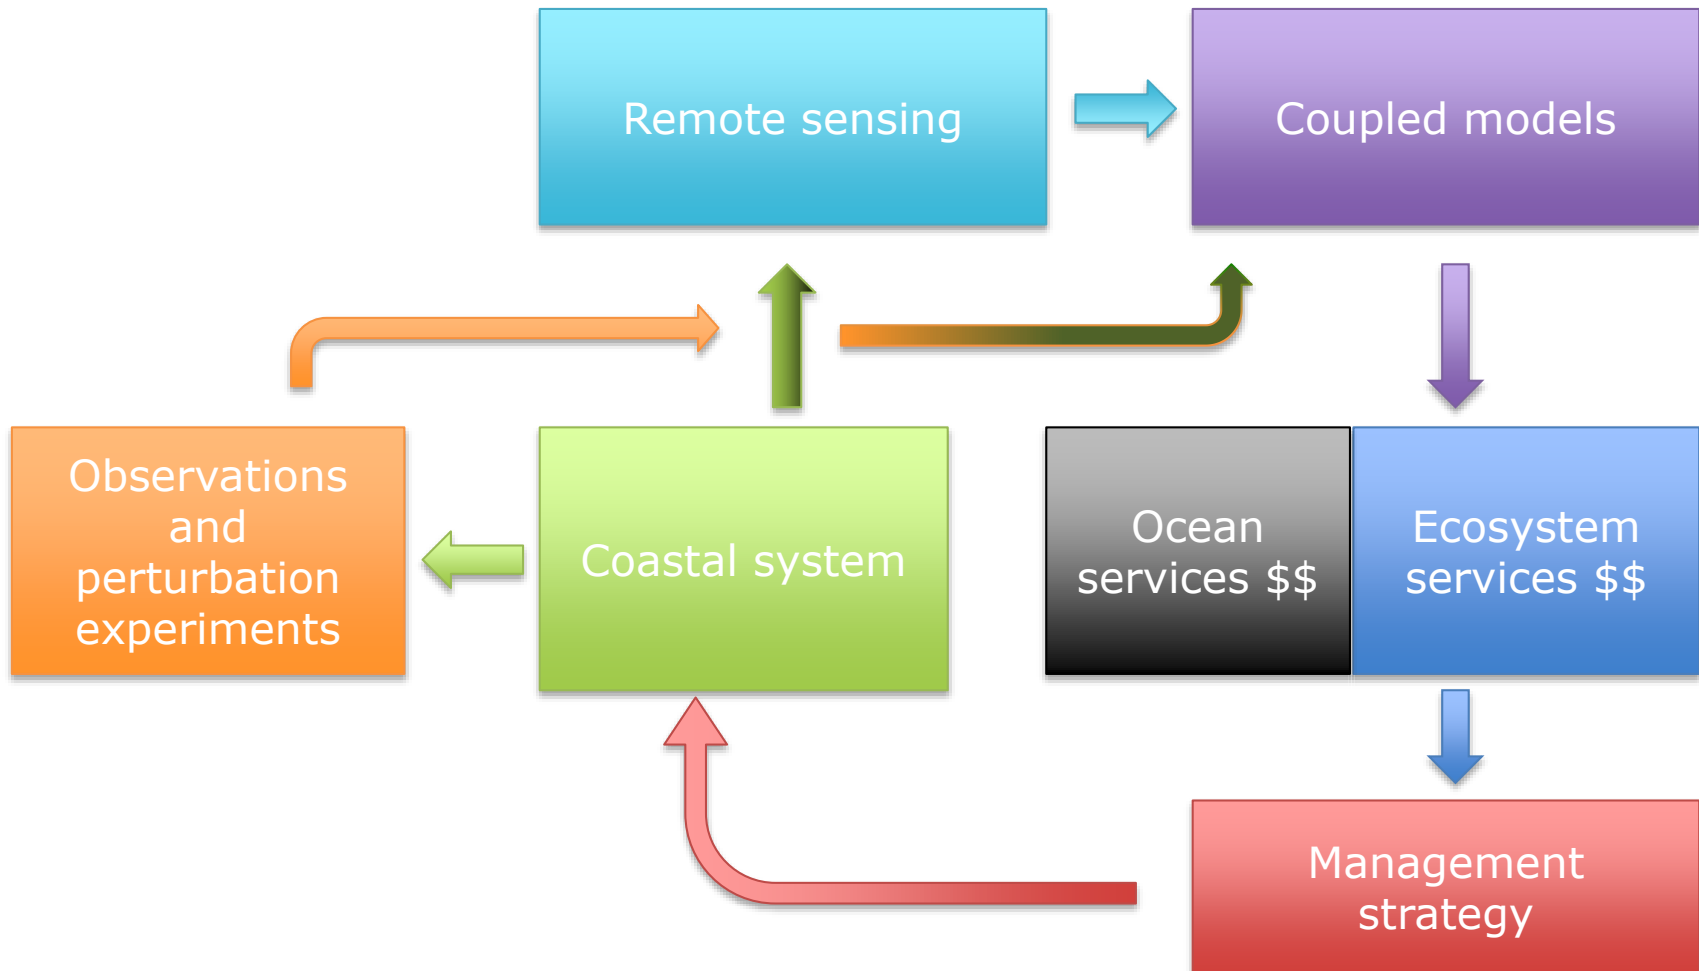 Remote sensing
Coupled models
Observations
and
perturbation
experiments
Coastal system
Ocean
services $$
Ecosystem
services $$
Management
strategy